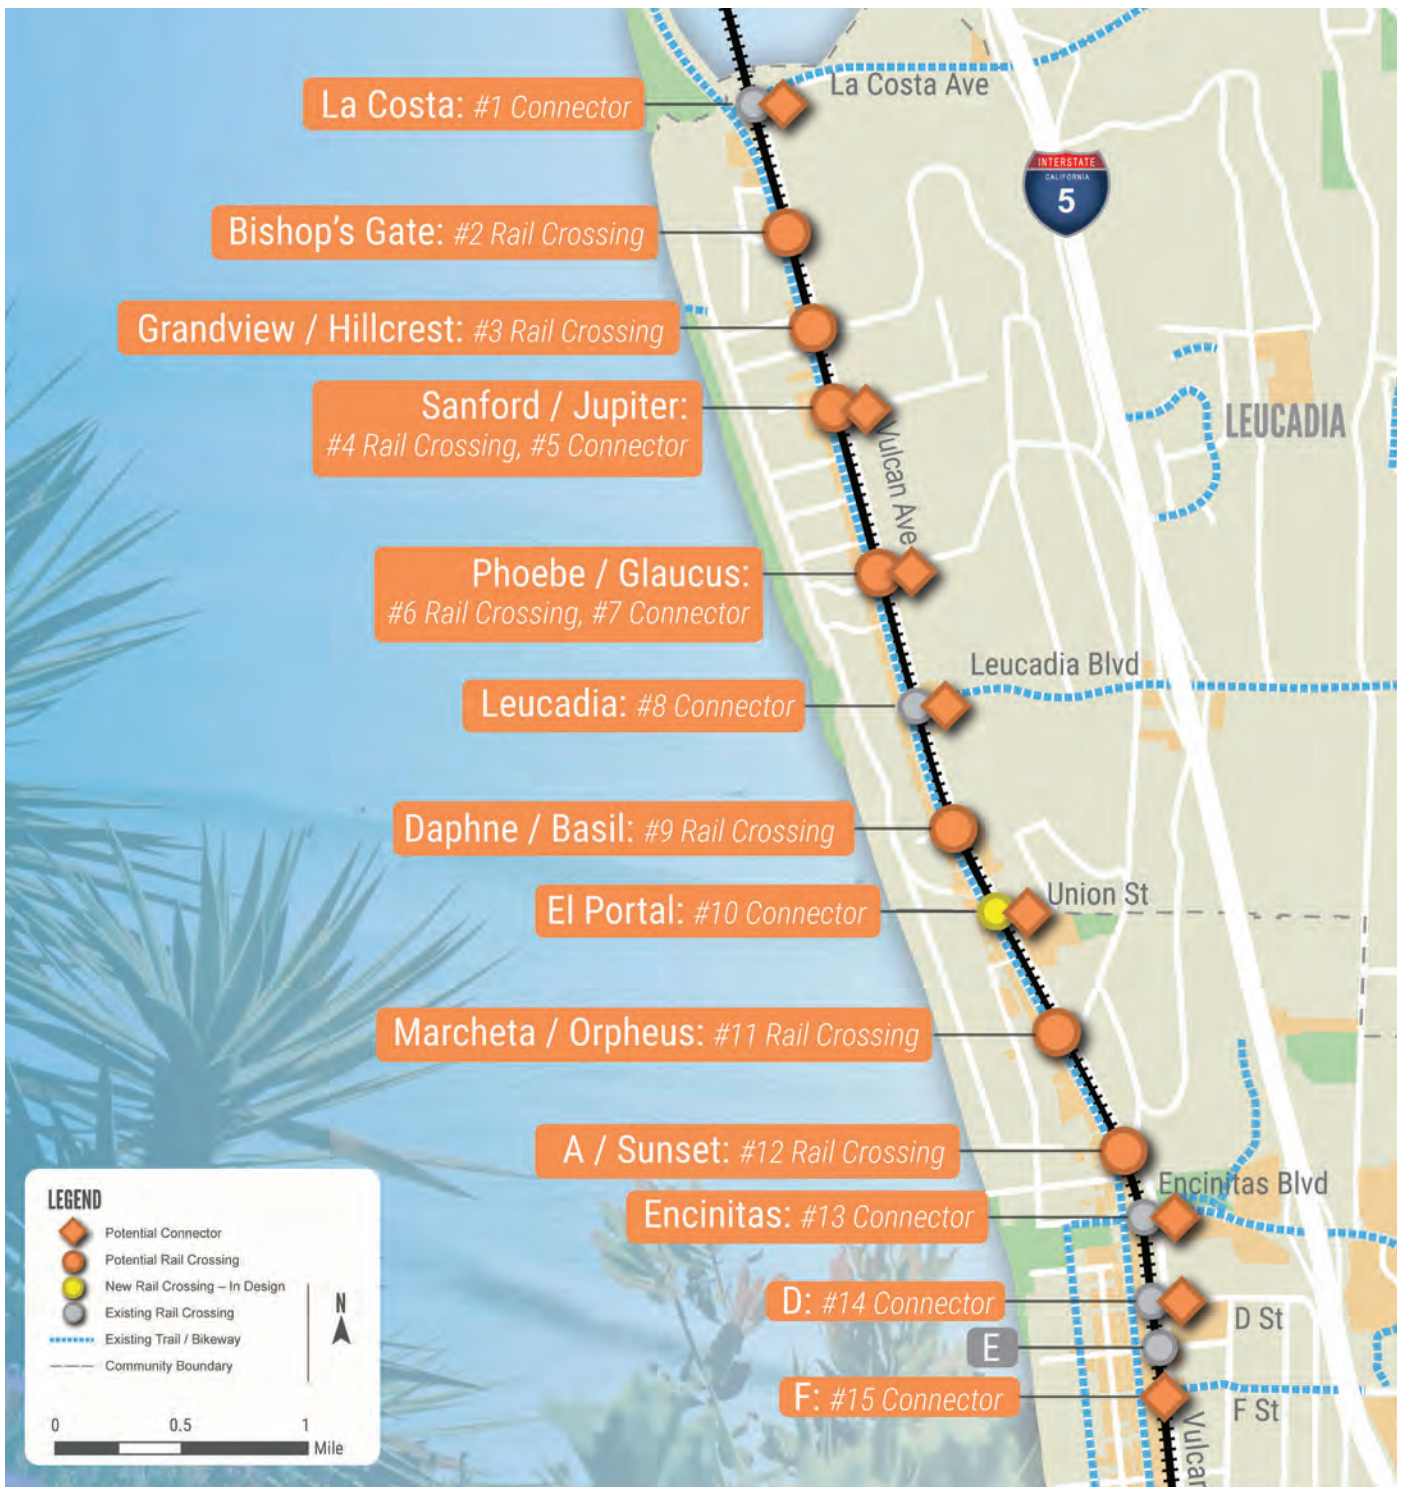 La Costa: #1 Connector
La Costa Ave
INTERSTATE
CALIFORNIA
5
Bishop's Gate: #2 Rail Crossing
Grandview / Hillcrest: #3 Rail Crossing
Sanford / Jupiter:
#4 Rail Crossing, #5 Connector
LEUCADIA
Vulcan Ave
Phoebe / Glaucus:
#6 Rail Crossing, #7 Connector
Leucadia Blvd
Leucadia: #8 Connector
Daphne / Basil: #9 Rail Crossing
Union St
El Portal: #10 Connector
Marcheta / Orpheus: #11 Rail Crossing
A / Sunset: #12 Rail Crossing
Encinitas Blvd
Encinitas: #13 Connector
D: #14 Connector
D St
E
F: #15 Connector
F St
Vulcan
LEGEND
Potential Connector
Potential Rail Crossing
New Rail Crossing – In Design
Existing Rail Crossing
Existing Trail / Bikeway
Community Boundary
N
0 0.5 1
Mile